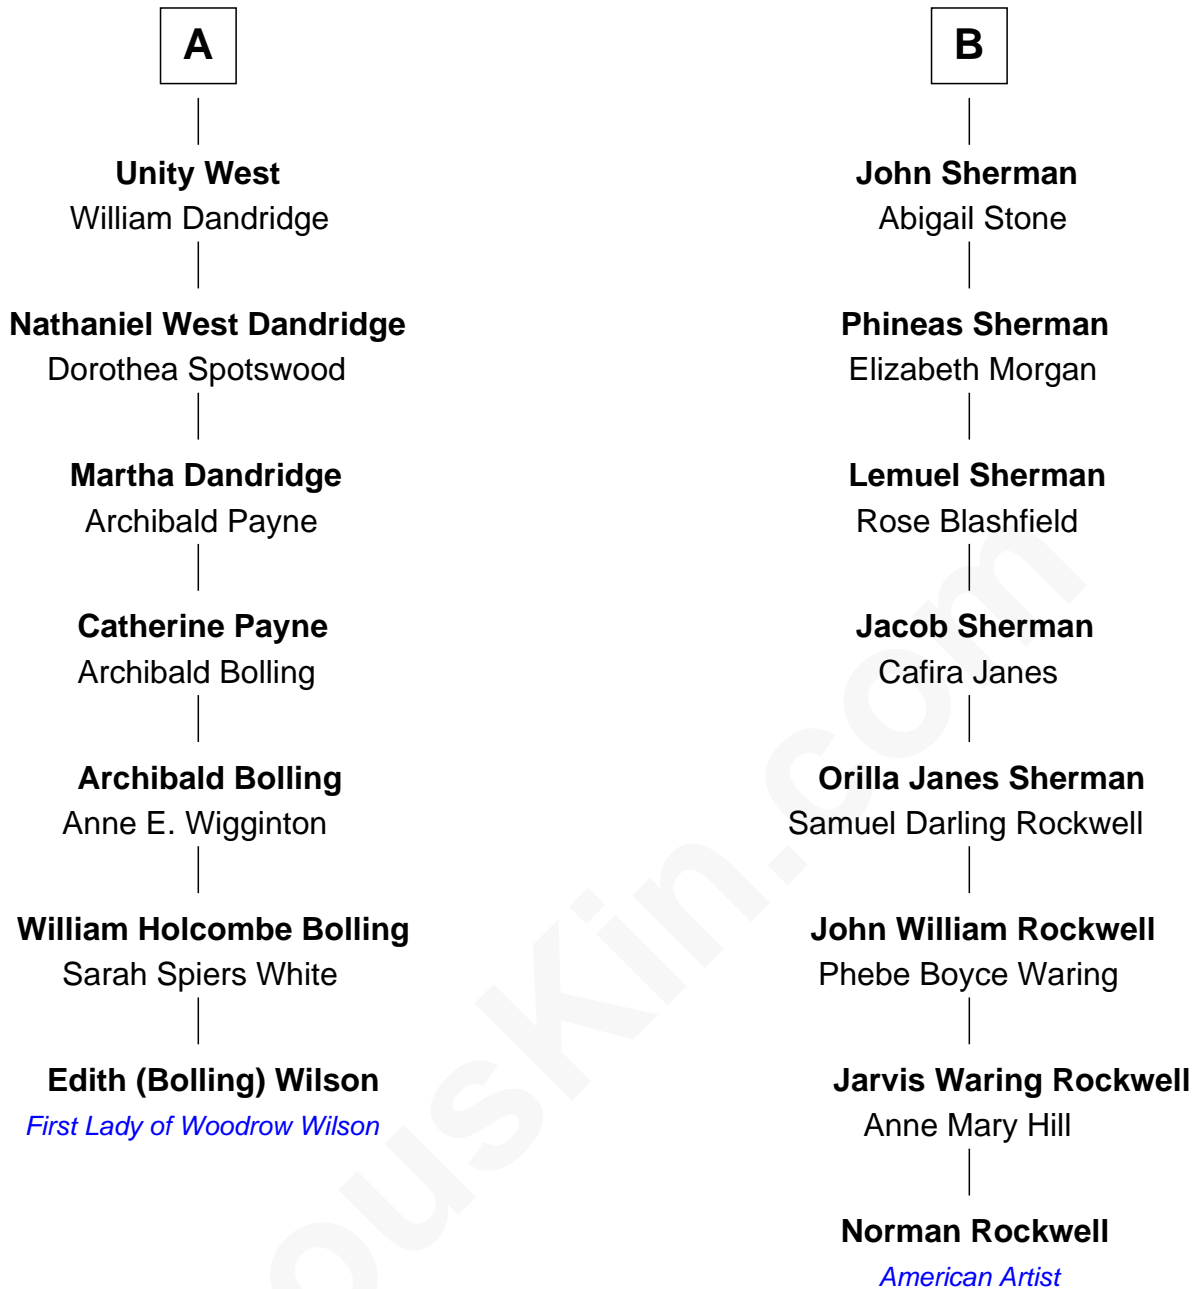 A
Unity West
William Dandridge
Nathaniel West Dandridge
Dorothea Spotswood
Martha Dandridge
Archibald Payne
Catherine Payne
Archibald Bolling
Archibald Bolling
Anne E. Wigginton
William Holcombe Bolling
Sarah Spiers White
Edith (Bolling) Wilson
First Lady of Woodrow Wilson
B
John Sherman
Abigail Stone
Phineas Sherman
Elizabeth Morgan
Lemuel Sherman
Rose Blashfield
Jacob Sherman
Cafira Janes
Orilla Janes Sherman
Samuel Darling Rockwell
John William Rockwell
Phebe Boyce Waring
Jarvis Waring Rockwell
Anne Mary Hill
Norman Rockwell
American Artist
ouskin.com